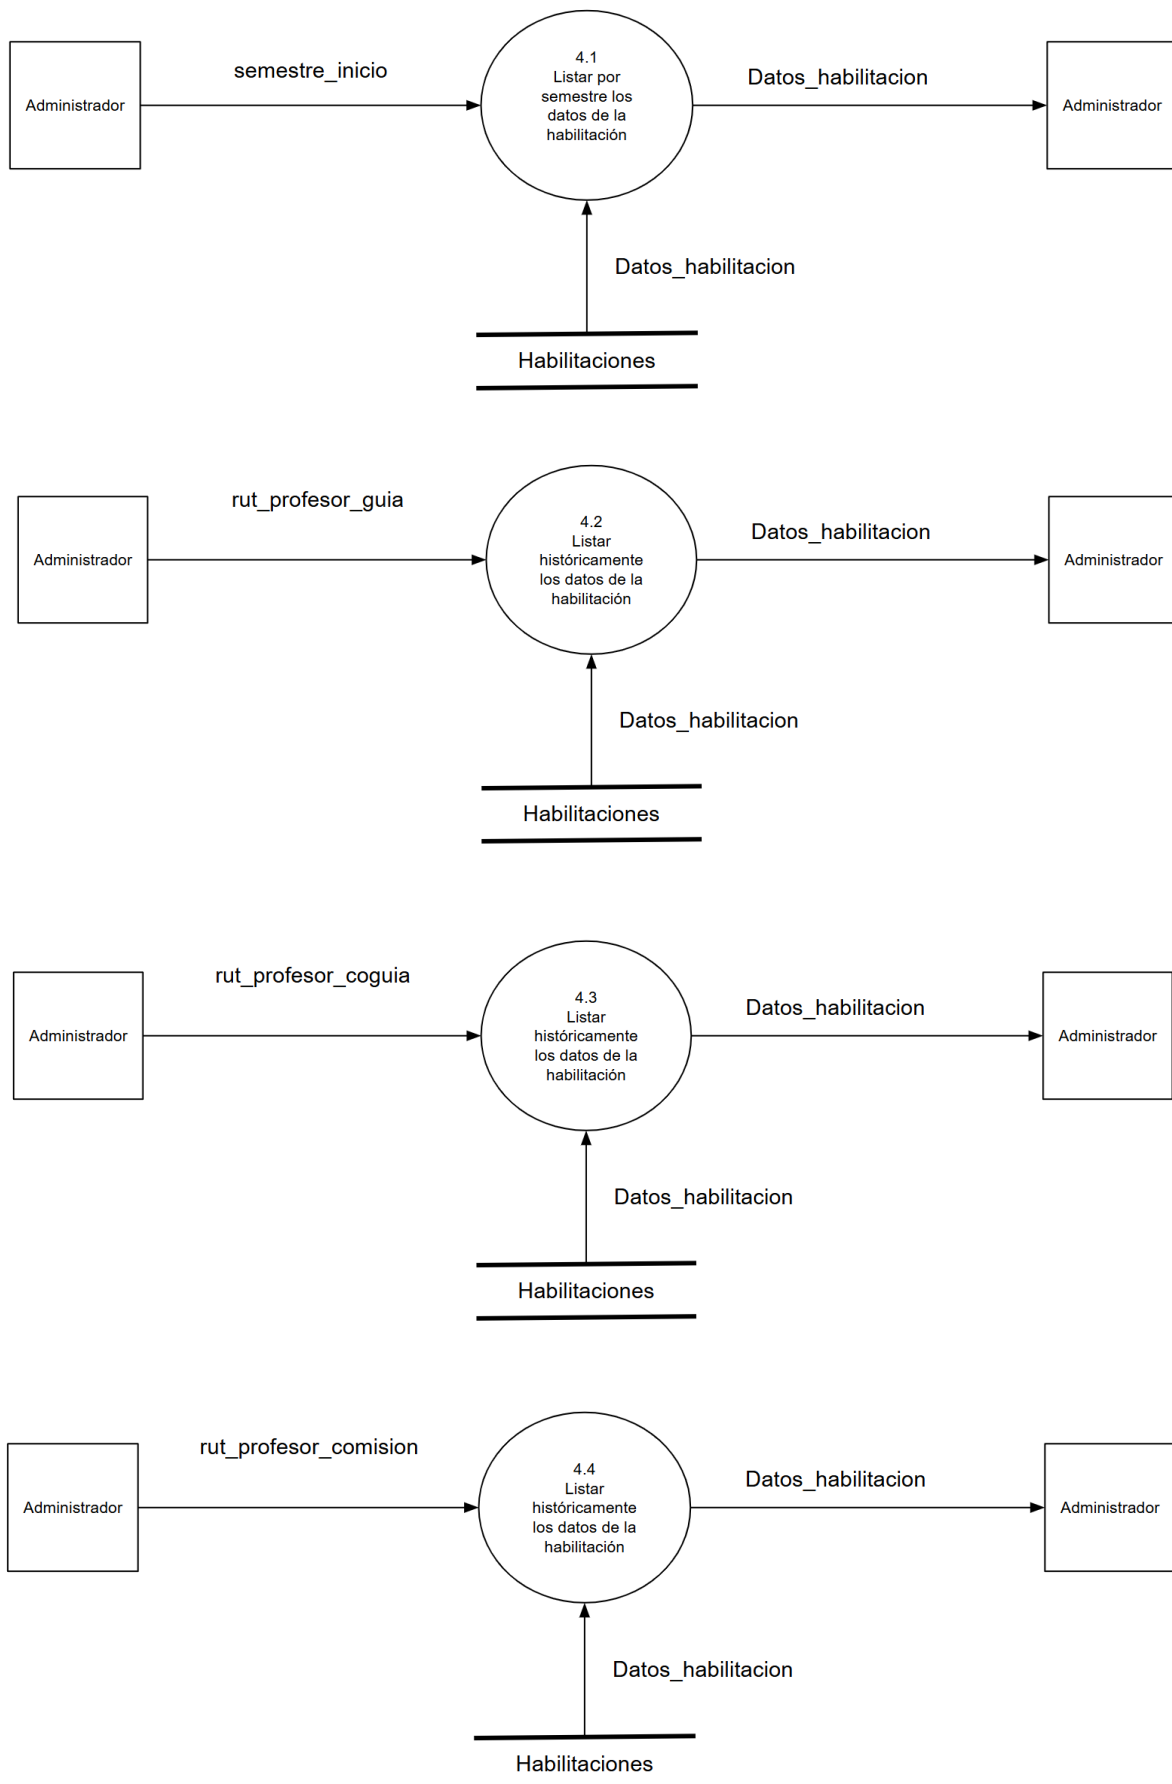 semestre_inicio
4.1
Listar por
semestre los
datos de la
habilitación
Datos_habilitacion
Administrador
Administrador
Datos_habilitacion
Habilitaciones
rut_profesor_guia
4.2
Listar
históricamente
los datos de la
habilitación
Datos_habilitacion
Administrador
Administrador
Datos_habilitacion
Habilitaciones
rut_profesor_coguia
4.3
Listar
históricamente
los datos de la
habilitación
Datos_habilitacion
Administrador
Administrador
Datos_habilitacion
Habilitaciones
rut_profesor_comision
4.4
Listar
históricamente
los datos de la
habilitación
Datos_habilitacion
Administrador
Administrador
Datos_habilitacion
Habilitaciones